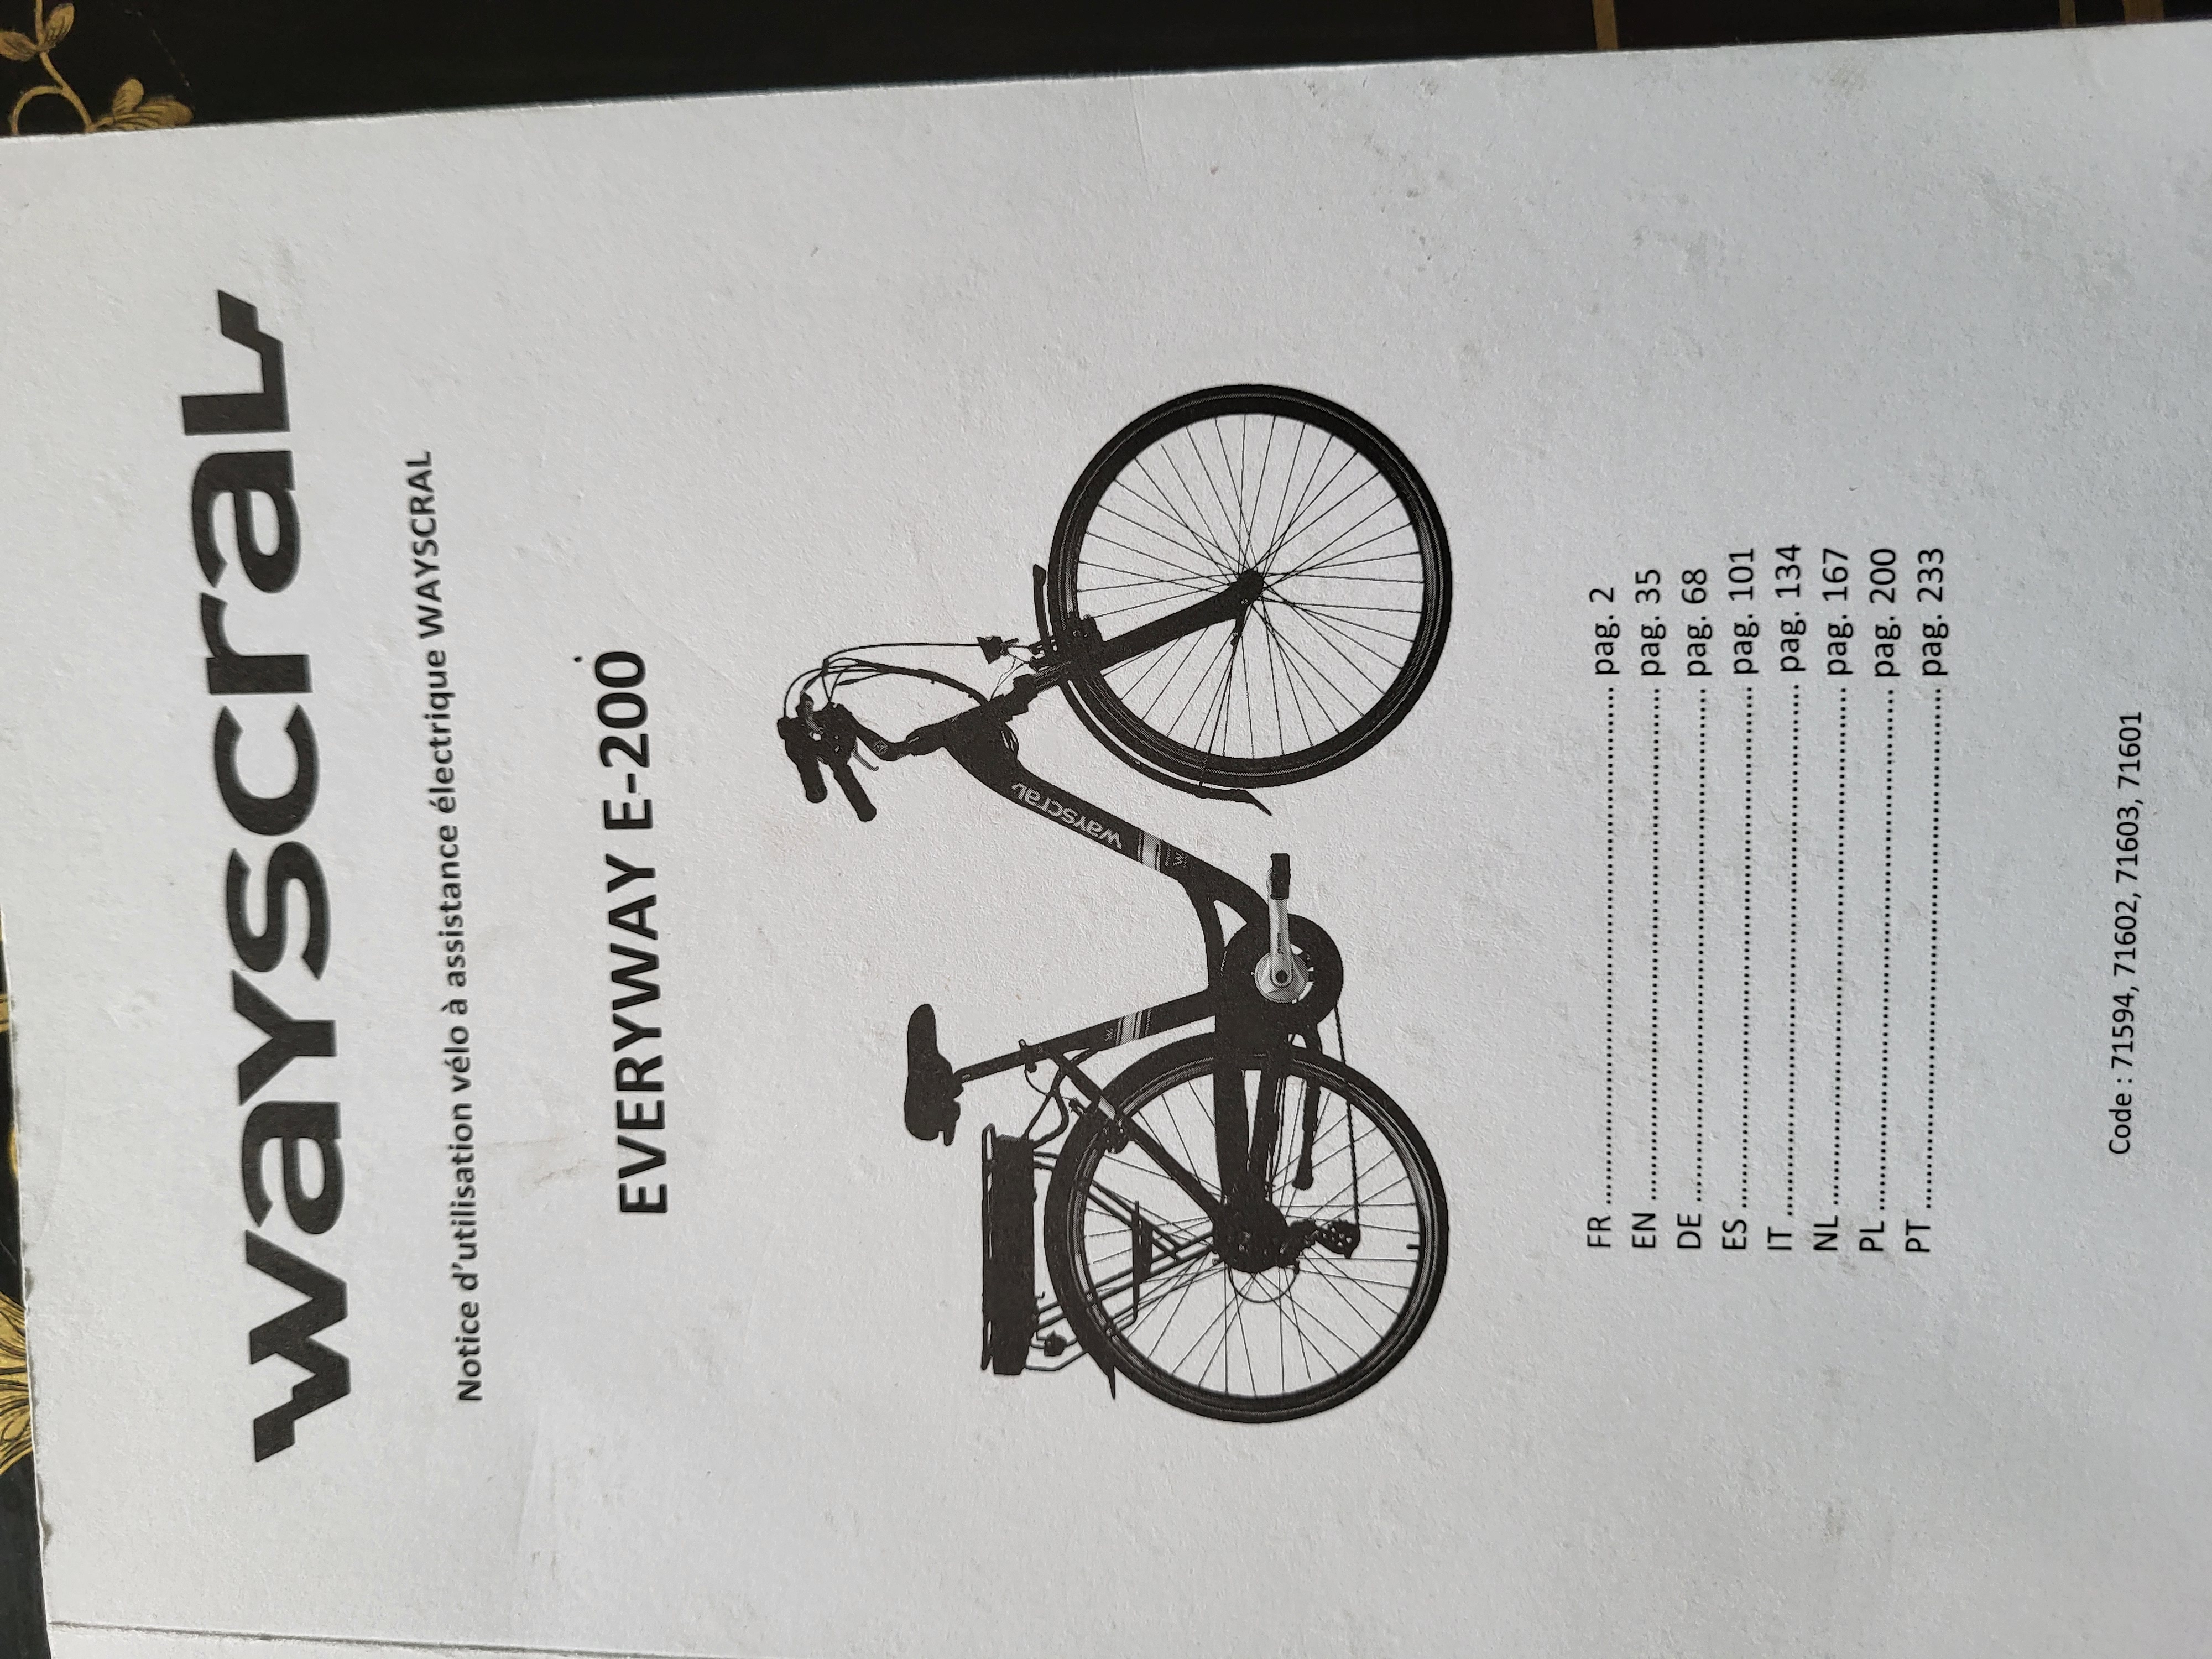 wayscral
Notice d'utilisation vélo à assistance électrique WAYSCRAL
EVERYWAY E-200
wayscral
FR ........ pag. 2
EN ........ pag. 35
DE ........ pag. 68
ES ........ pag. 101
IT ........ pag. 134
NL ........ pag. 167
PL ........ pag. 200
PT ........ pag. 233
Code : 71594, 71602, 71603, 71601